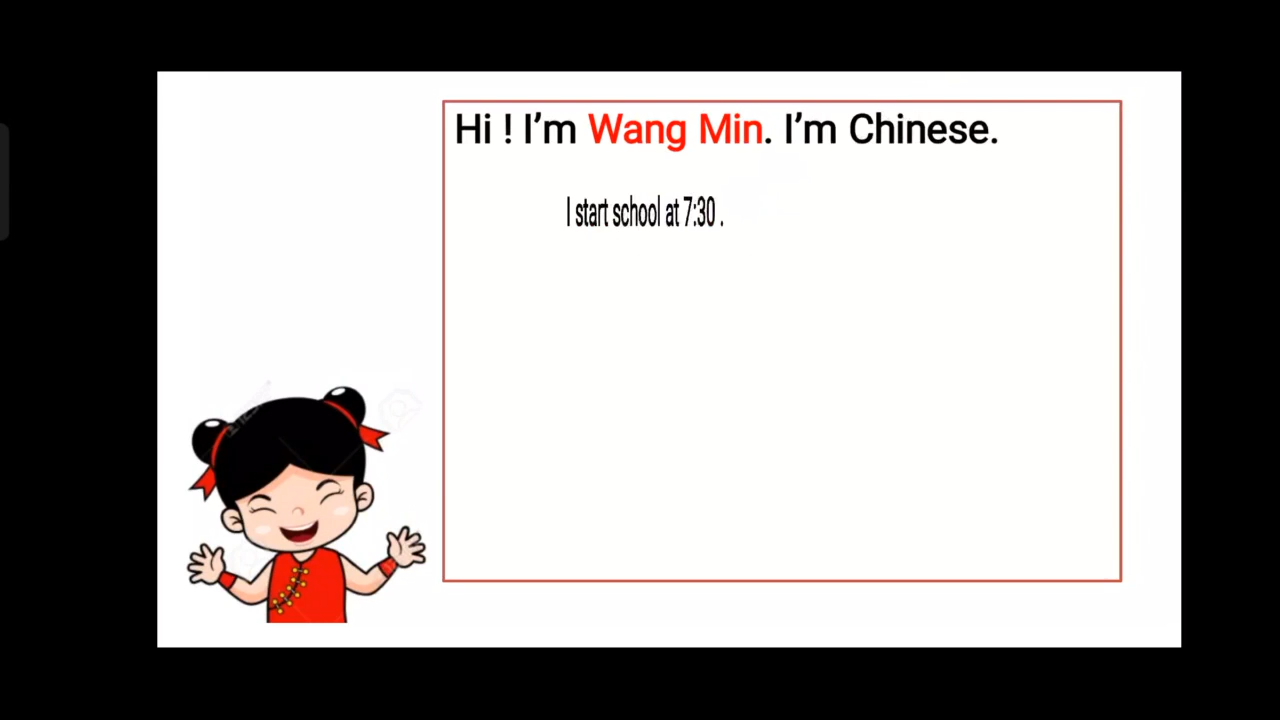 Hi ! I’m Wang Min. I’m Chinese.
I start school at 7:30 .